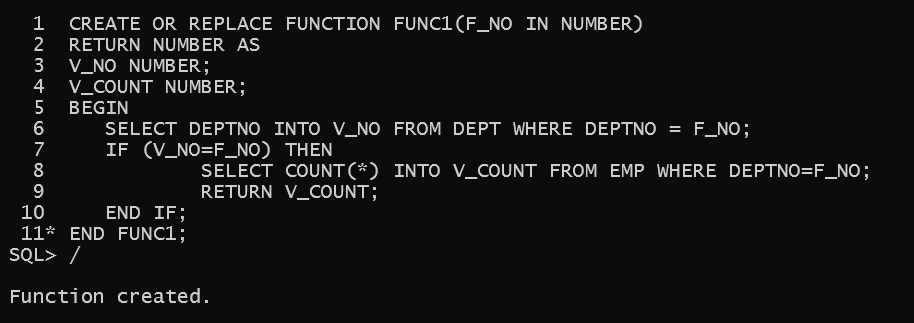 1  CREATE OR REPLACE FUNCTION FUNC1(F_NO IN NUMBER)
2  RETURN NUMBER AS
3  V_NO NUMBER;
4  V_COUNT NUMBER;
5  BEGIN
6     SELECT DEPTNO INTO V_NO FROM DEPT WHERE DEPTNO = F_NO;
7     IF (V_NO=F_NO) THEN
8             SELECT COUNT(*) INTO V_COUNT FROM EMP WHERE DEPTNO=F_NO;
9             RETURN V_COUNT;
10     END IF;
11* END FUNC1;
SQL> /
Function created.